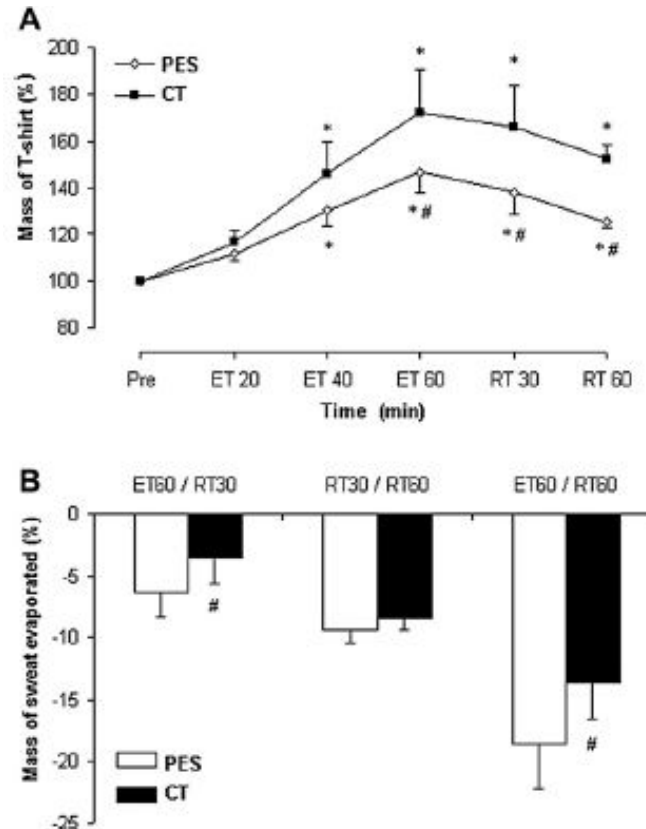 A
PES
CT
Mass of T-shirt (%)
200
180
160
140
120
100
80
* * * *
* *# *# *#
Pre ET 20 ET 40 ET 60 RT 30 RT 60
Time (min)
B
ET60 / RT30 RT30 / RT60 ET60 / RT60
Mass of sweat evaporated (%)
0
-5
-10
-15
-20
-25
# #
PES
CT